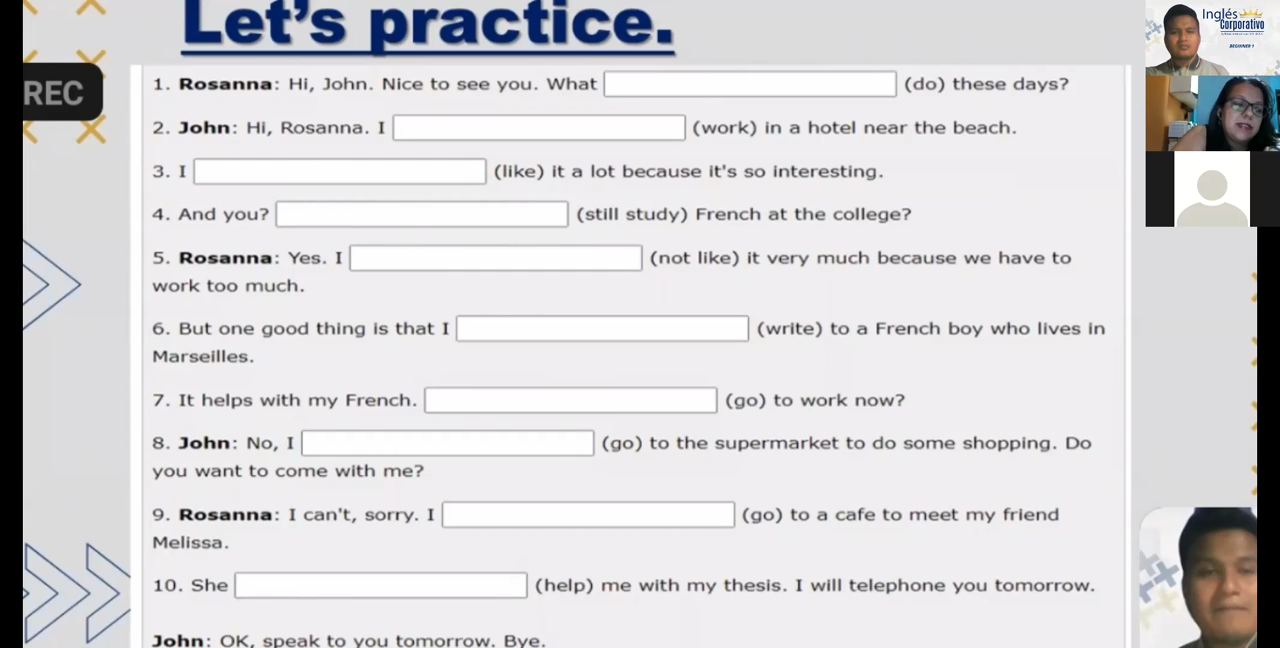 Let's practice.
REC
1. Rosanna: Hi, John. Nice to see you. What (do) these days?
2. John: Hi, Rosanna. I (work) in a hotel near the beach.
3. I (like) it a lot because it's so interesting.
4. And you? (still study) French at the college?
5. Rosanna: Yes. I (not like) it very much because we have to
work too much.
6. But one good thing is that I (write) to a French boy who lives in
Marseilles.
7. It helps with my French. (go) to work now?
8. John: No, I (go) to the supermarket to do some shopping. Do
you want to come with me?
9. Rosanna: I can't, sorry. I (go) to a cafe to meet my friend
Melissa.
10. She (help) me with my thesis. I will telephone you tomorrow.
John: OK, speak to you tomorrow. Bye.
Inglés
Corporativo
BEGINNER 1